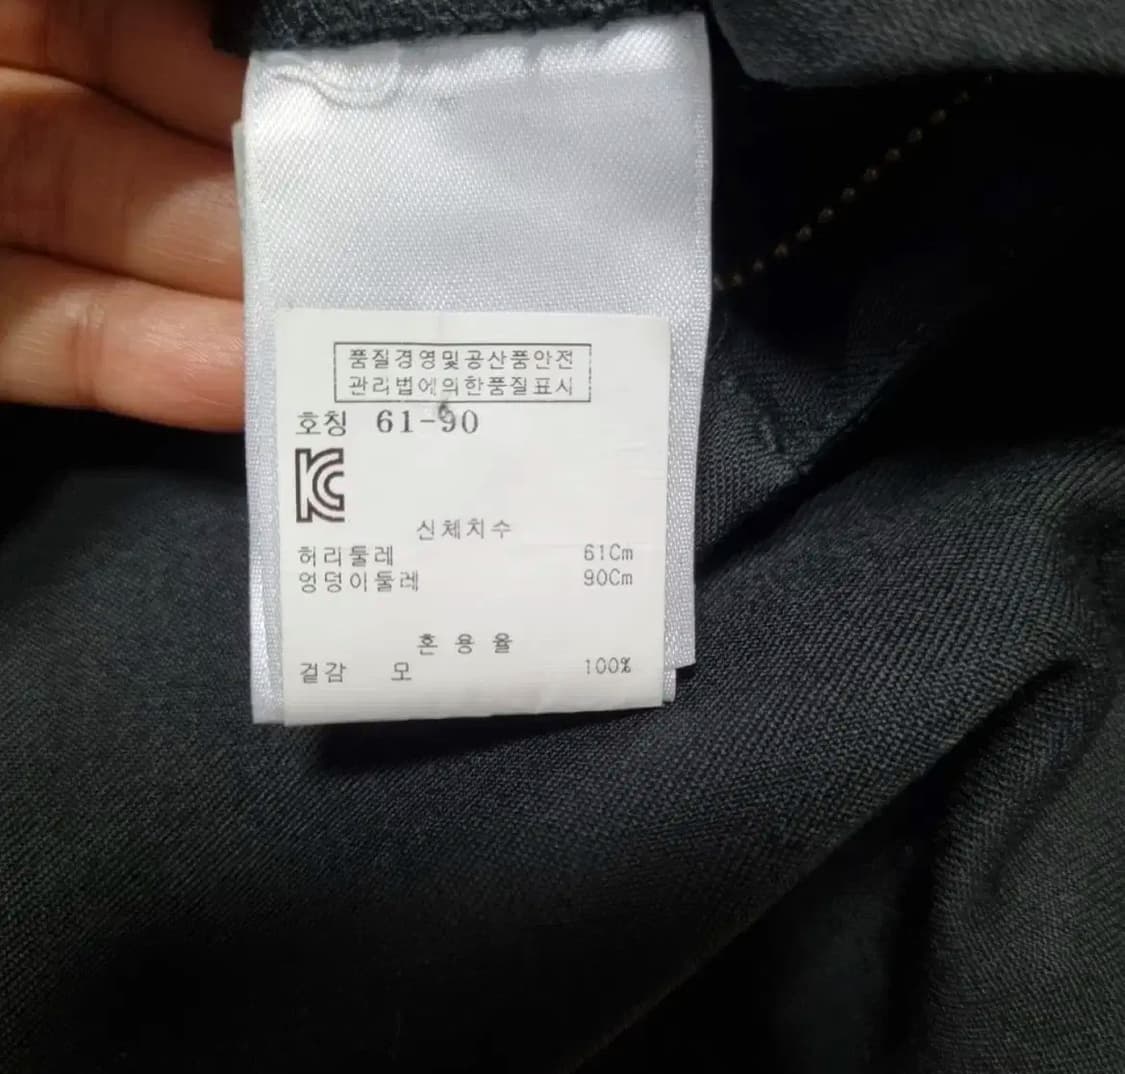 품질경영및공산품안전
관리법에의한품질표시
호칭 61-90
신체치수
허리둘레 61Cm
엉덩이둘레 90Cm
혼용율
겉감 모 100%